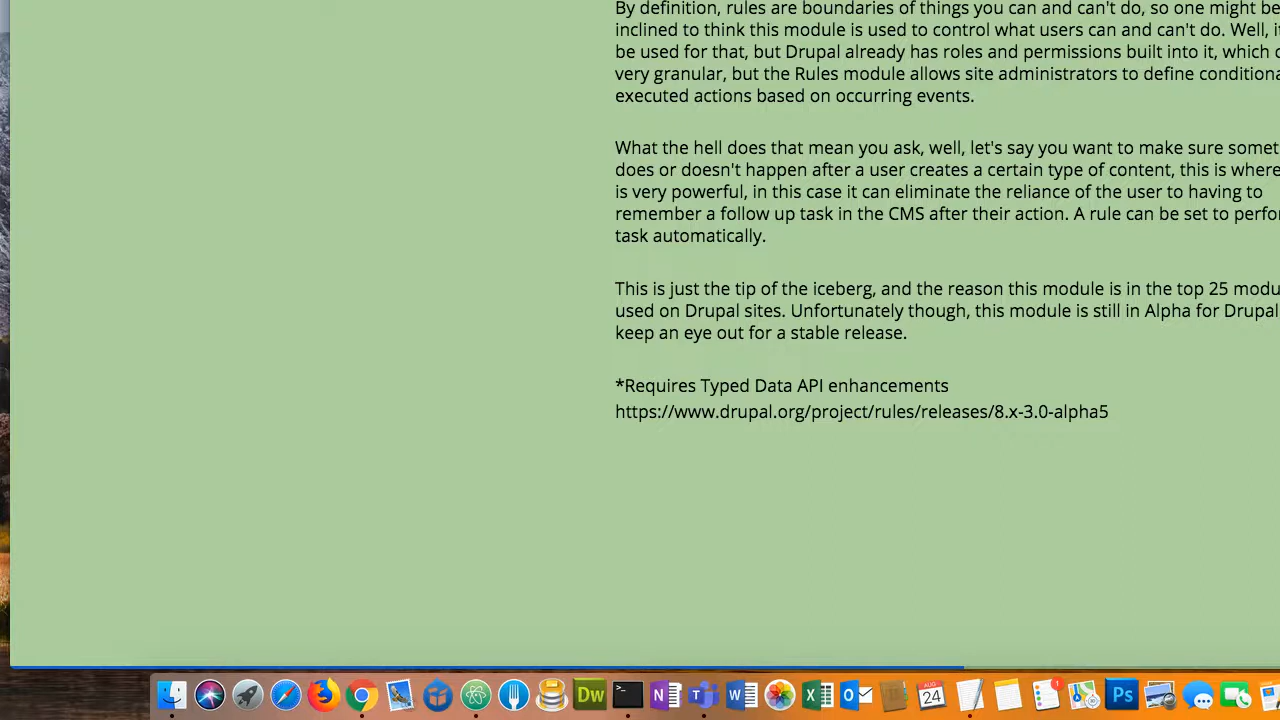 By definition, rules are boundaries of things you can and can't do, so one might be
inclined to think this module is used to control what users can and can't do. Well,
be used for that, but Drupal already has roles and permissions built into it, which
very granular, but the Rules module allows site administrators to define
executed actions based on occurring events.
What the hell does that mean you ask, well, let's say you want to make sure
does or doesn't happen after a user creates a certain type of content, this is where
is very powerful, in this case it can eliminate the reliance of the user to having to
remember a follow up task in the CMS after their action. A rule can be set to
task automatically.
This is just the tip of the iceberg, and the reason this module is in the top 25
used on Drupal sites. Unfortunately though, this module is still in Alpha for Drupal
keep an eye out for a stable release.
*Requires Typed Data API enhancements
https://www.drupal.org/project/rules/releases/8.x-3.0-alpha5
Dw
>_
N
T
W
X
O
AUG
24
1
Ps